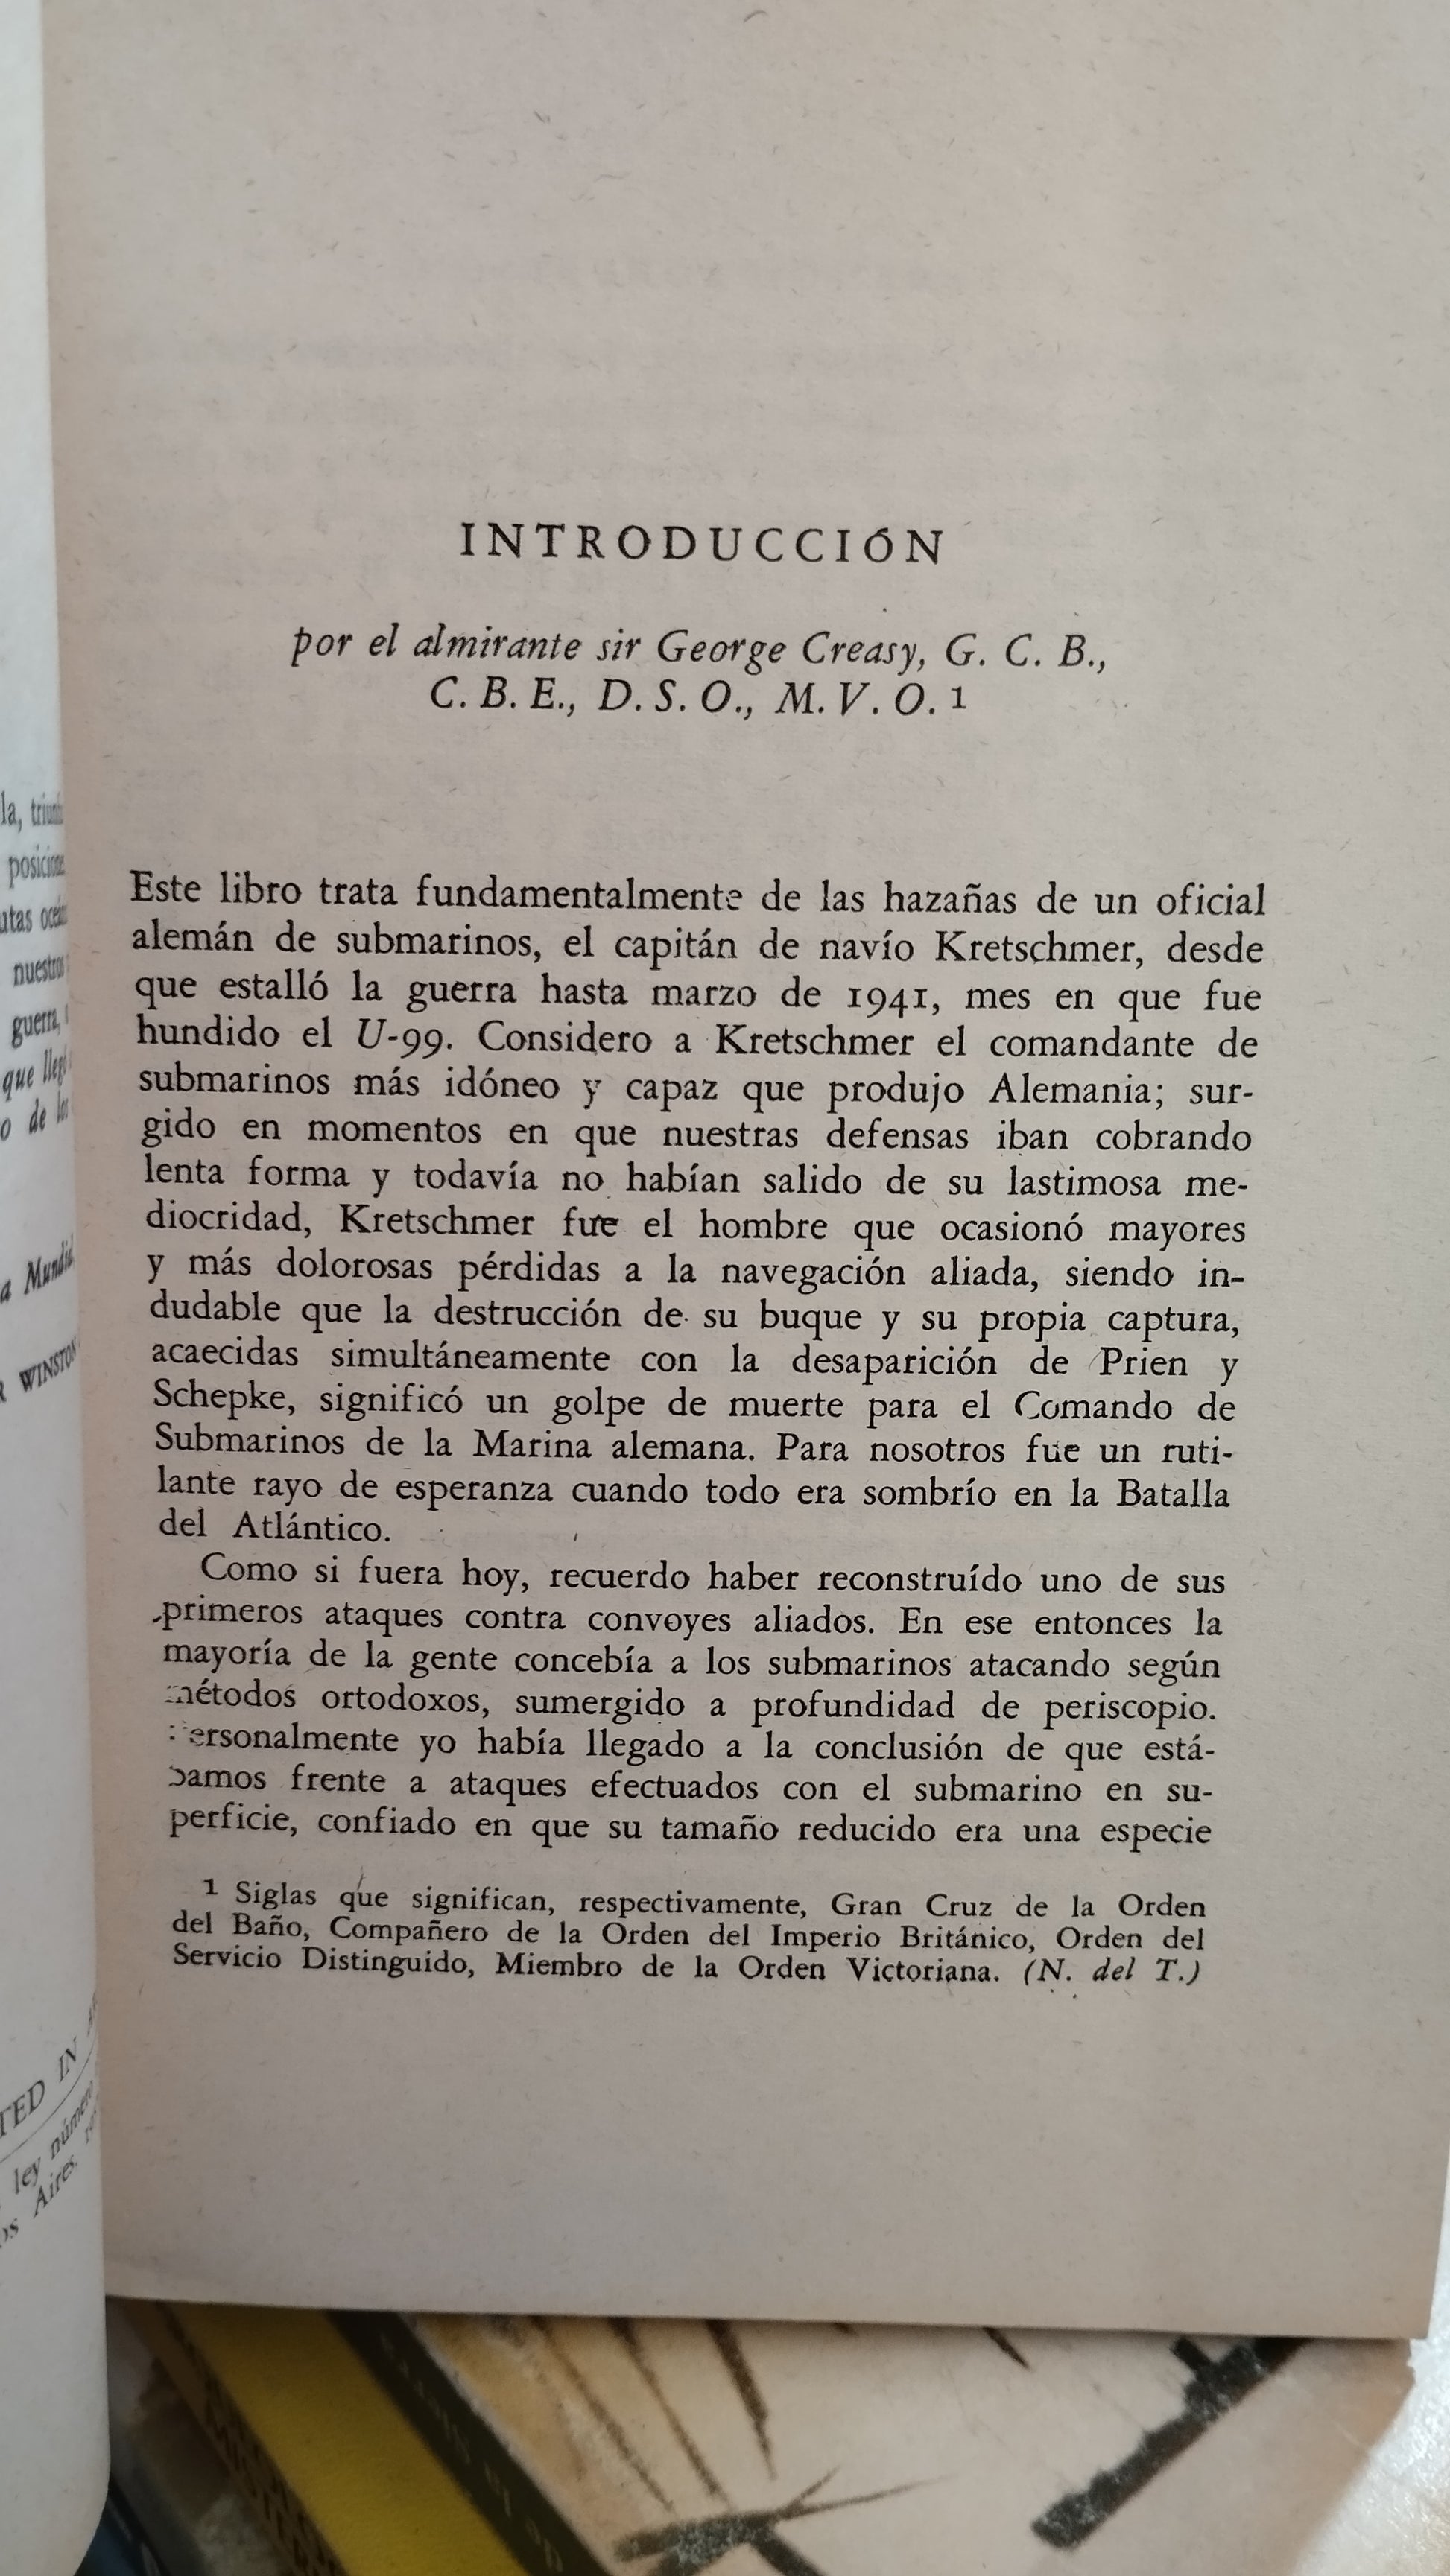 INTRODUCCIÓN
por el almirante sir George Creasy, G. C. B.,
C. B. E., D. S. O., M. V. O. 1
Este libro trata fundamentalmente de las hazañas de un oficial
alemán de submarinos, el capitán de navío Kretschmer, desde
que estalló la guerra hasta marzo de 1941, mes en que fue
hundido el U-99. Considero a Kretschmer el comandante de
submarinos más idóneo y capaz que produjo Alemania; sur-
gido en momentos en que nuestras defensas iban cobrando
lenta forma y todavía no habían salido de su lastimosa me-
diocridad, Kretschmer fue el hombre que ocasionó mayores
y más dolorosas pérdidas a la navegación aliada, siendo in-
dudable que la destrucción de su buque y su propia captura,
acaecidas simultáneamente con la desaparición de Prien y
Schepke, significó un golpe de muerte para el Comando de
Submarinos de la Marina alemana. Para nosotros fue un ruti-
lante rayo de esperanza cuando todo era sombrío en la Batalla
del Atlántico.
Como si fuera hoy, recuerdo haber reconstruído uno de sus
primeros ataques contra convoyes aliados. En ese entonces la
mayoría de la gente concebía a los submarinos atacando según
métodos ortodoxos, sumergido a profundidad de periscopio.
Personalmente yo había llegado a la conclusión de que está-
bamos frente a ataques efectuados con el submarino en su-
perficie, confiado en que su tamaño reducido era una especie
1 Siglas que significan, respectivamente, Gran Cruz de la Orden
del Baño, Compañero de la Orden del Imperio Británico, Orden del
Servicio Distinguido, Miembro de la Orden Victoriana. (N. del T.)
la,
guerra,
que
o de
a
WINSTON
IN
ley número
Aires,